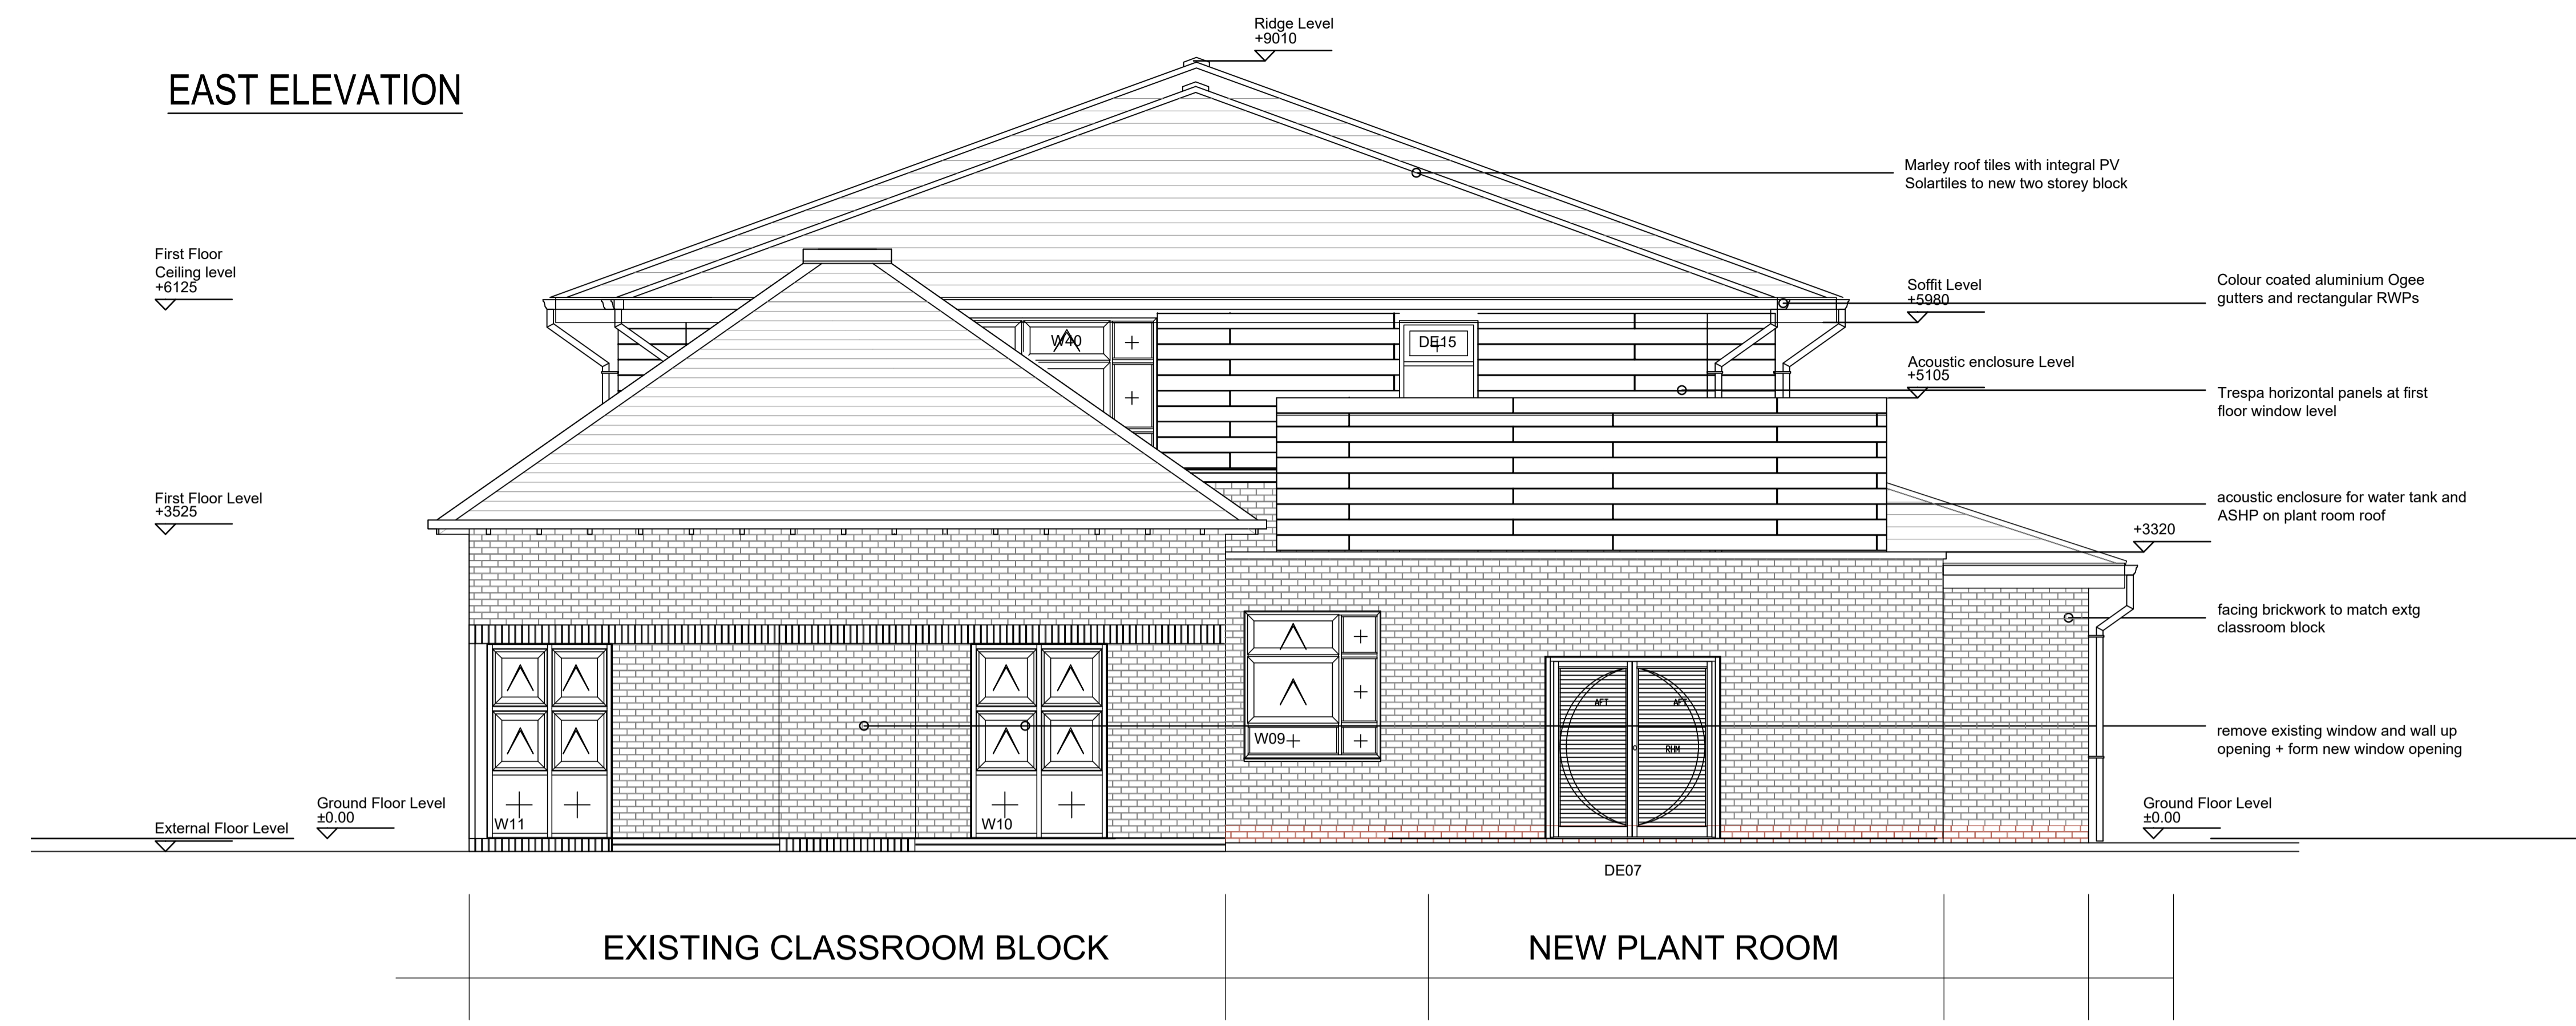 Ridge Level
+9010
EAST ELEVATION
Marley roof tiles with integral PV
Solartiles to new two storey block
First Floor
Ceiling level
+6125
Soffit Level
+5980
Colour coated aluminium Ogee
gutters and rectangular RWPs
W40
DE15
Acoustic enclosure Level
+5105
Trespa horizontal panels at first
floor window level
First Floor Level
+3525
acoustic enclosure for water tank and
ASHP on plant room roof
+3320
facing brickwork to match extg
classroom block
AFT
AFT
W09
RHM
remove existing window and wall up
opening + form new window opening
Ground Floor Level
±0.00
W11
W10
External Floor Level
Ground Floor Level
±0.00
DE07
EXISTING CLASSROOM BLOCK
NEW PLANT ROOM